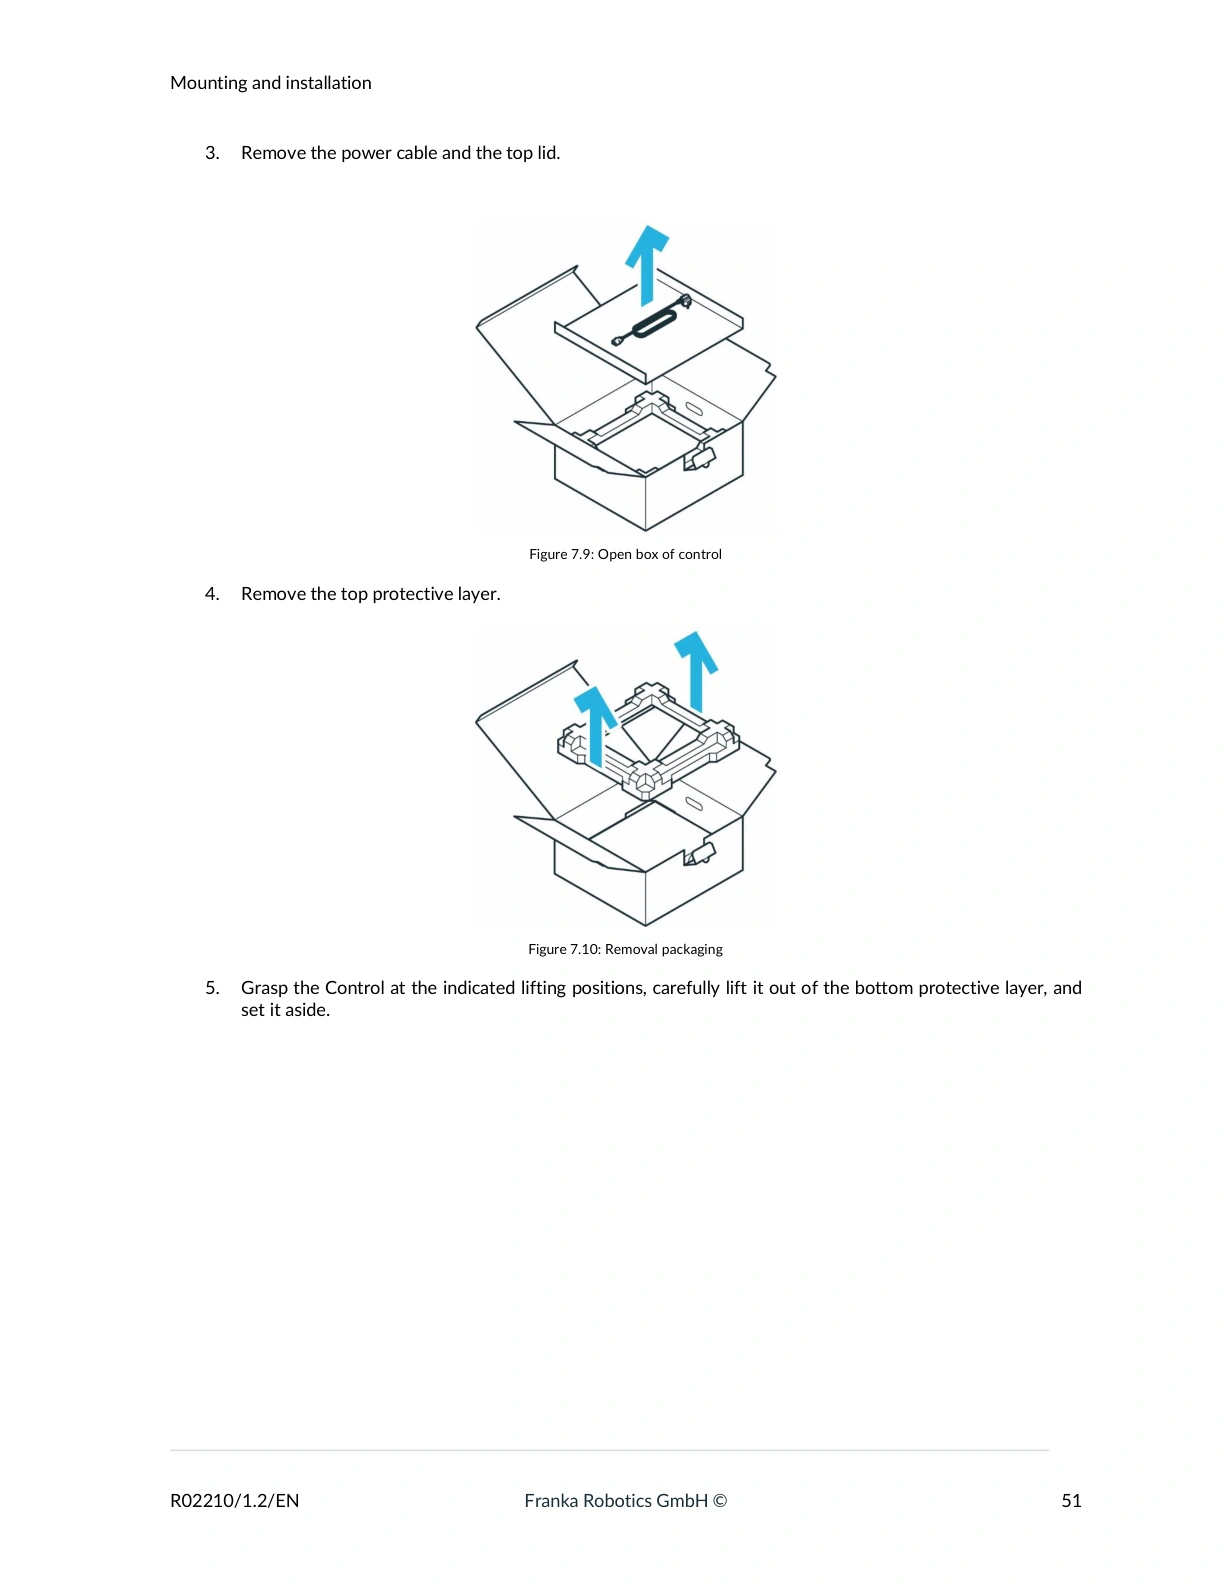 Mounting and installation
3. Remove the power cable and the top lid.
Figure 7.9: Open box of control
4. Remove the top protective layer.
Figure 7.10: Removal packaging
5. Grasp the Control at the indicated lifting positions, carefully lift it out of the bottom protective layer, and
set it aside.
R02210/1.2/EN Franka Robotics GmbH © 51